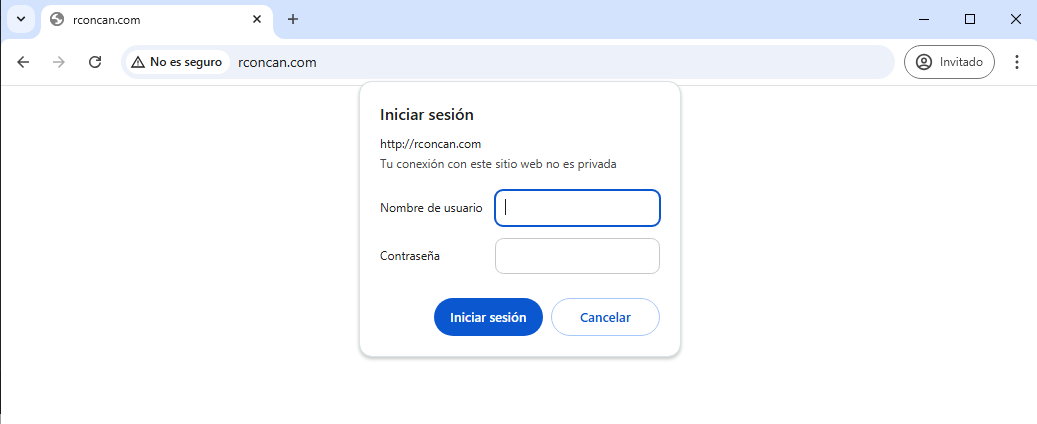 rconcan.com
No es seguro rconcan.com Invitado
Iniciar sesión
http://rconcan.com
Tu conexión con este sitio web no es privada
Nombre de usuario
Contraseña
Iniciar sesión Cancelar